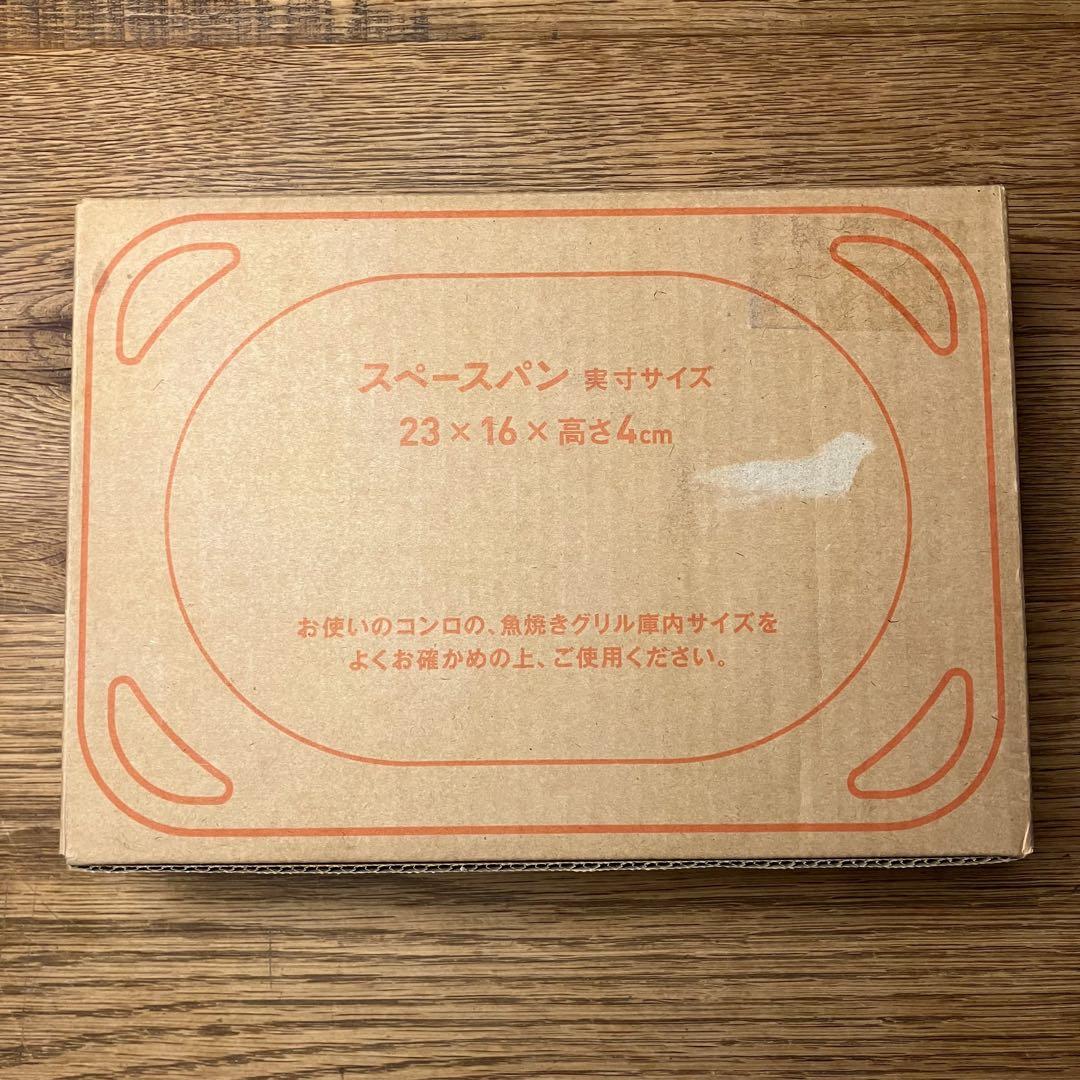 スペースパン 実寸サイズ
23×16×高さ4cm
お使いのコンロの、魚焼きグリル庫内サイズを
よくお確かめの上、ご使用ください。